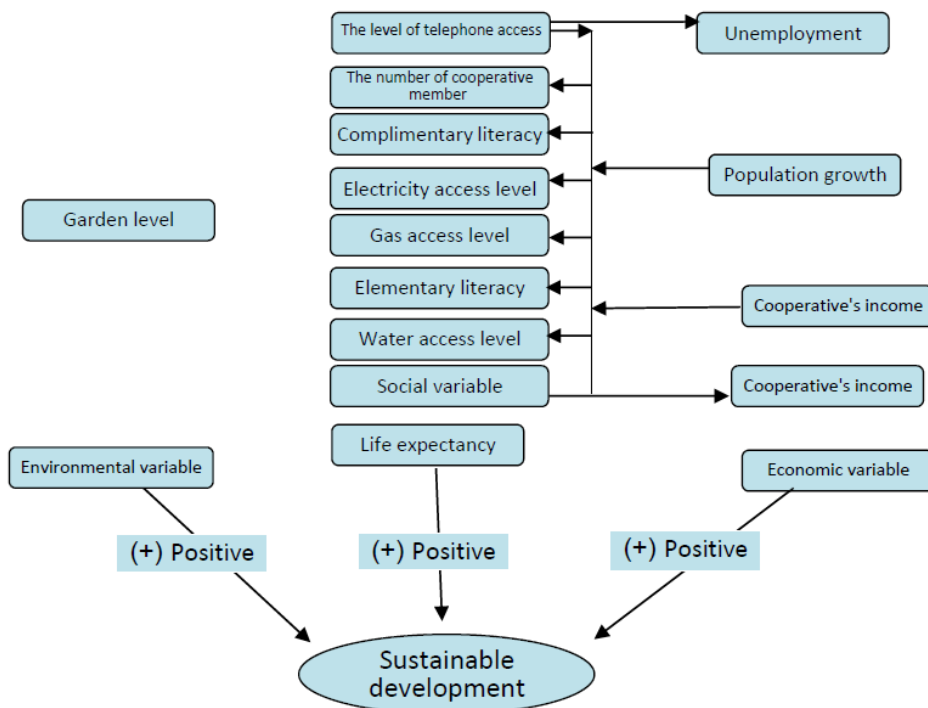 The level of telephone access
Unemployment
The number of cooperative
member
Complimentary literacy
Population growth
Electricity access level
Garden level
Gas access level
Elementary literacy
Cooperative's income
Water access level
Social variable
Cooperative's income
Life expectancy
Environmental variable
Economic variable
(+) Positive
(+) Positive
(+) Positive
Sustainable
development